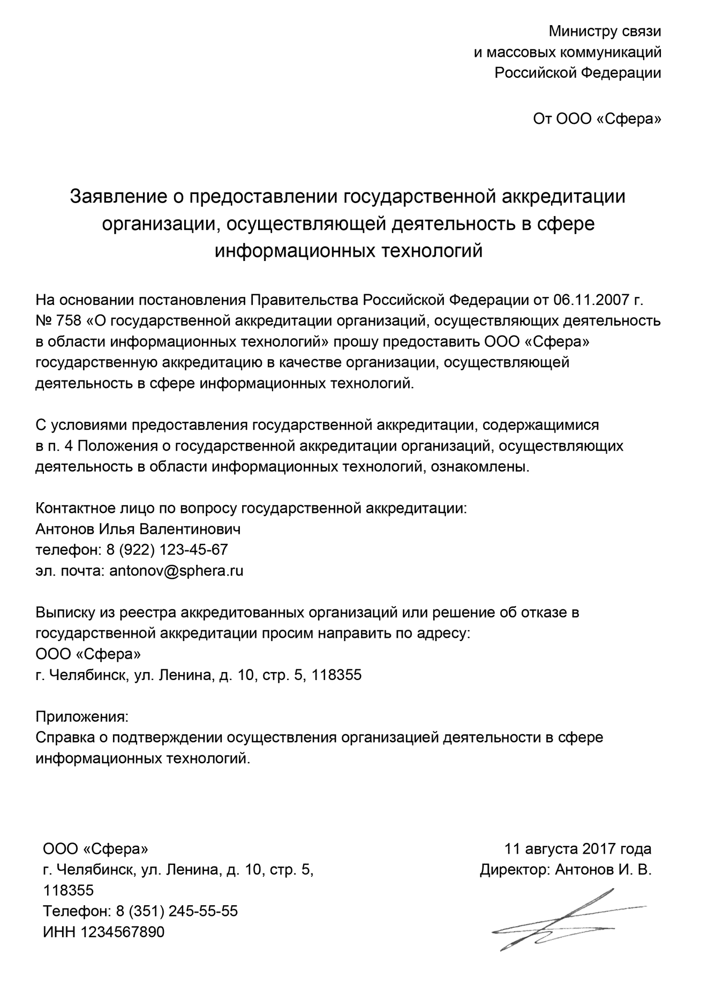 Министру связи
и массовых коммуникаций
Российской Федерации
От ООО «Сфера»
Заявление о предоставлении государственной аккредитации
организации, осуществляющей деятельность в сфере
информационных технологий
На основании постановления Правительства Российской Федерации от 06.11.2007 г.
№ 758 «О государственной аккредитации организаций, осуществляющих деятельность
в области информационных технологий» прошу предоставить ООО «Сфера»
государственную аккредитацию в качестве организации, осуществляющей
деятельность в сфере информационных технологий.
С условиями предоставления государственной аккредитации, содержащимися
в п. 4 Положения о государственной аккредитации организаций, осуществляющих
деятельность в области информационных технологий, ознакомлены.
Контактное лицо по вопросу государственной аккредитации:
Антонов Илья Валентинович
телефон: 8 (922) 123-45-67
эл. почта: antonov@sphera.ru
Выписку из реестра аккредитованных организаций или решение об отказе в
государственной аккредитации просим направить по адресу:
ООО «Сфера»
г. Челябинск, ул. Ленина, д. 10, стр. 5, 118355
Приложения:
Справка о подтверждении осуществления организацией деятельности в сфере
информационных технологий.
ООО «Сфера»
г. Челябинск, ул. Ленина, д. 10, стр. 5,
118355
Телефон: 8 (351) 245-55-55
ИНН 1234567890
11 августа 2017 года
Директор: Антонов И. В.